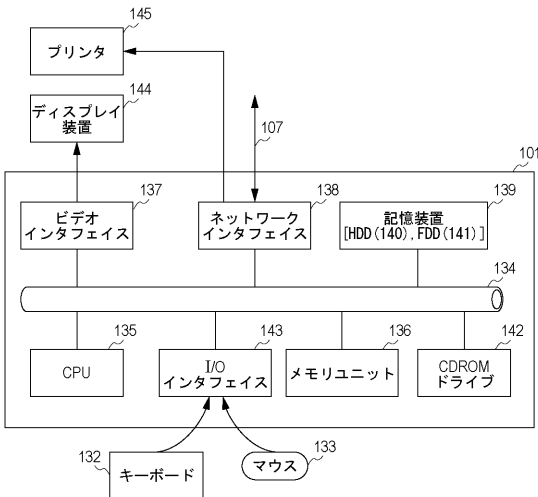 145
プリンタ
144
ディスプレイ
装置
107
101
137
ビデオ
インタフェイス
138
ネットワーク
インタフェイス
139
記憶装置
[HDD(140),FDD(141)]
134
135
CPU
143
I/O
インタフェイス
136
メモリユニット
142
CDROM
ドライブ
132
キーボード
マウス
133